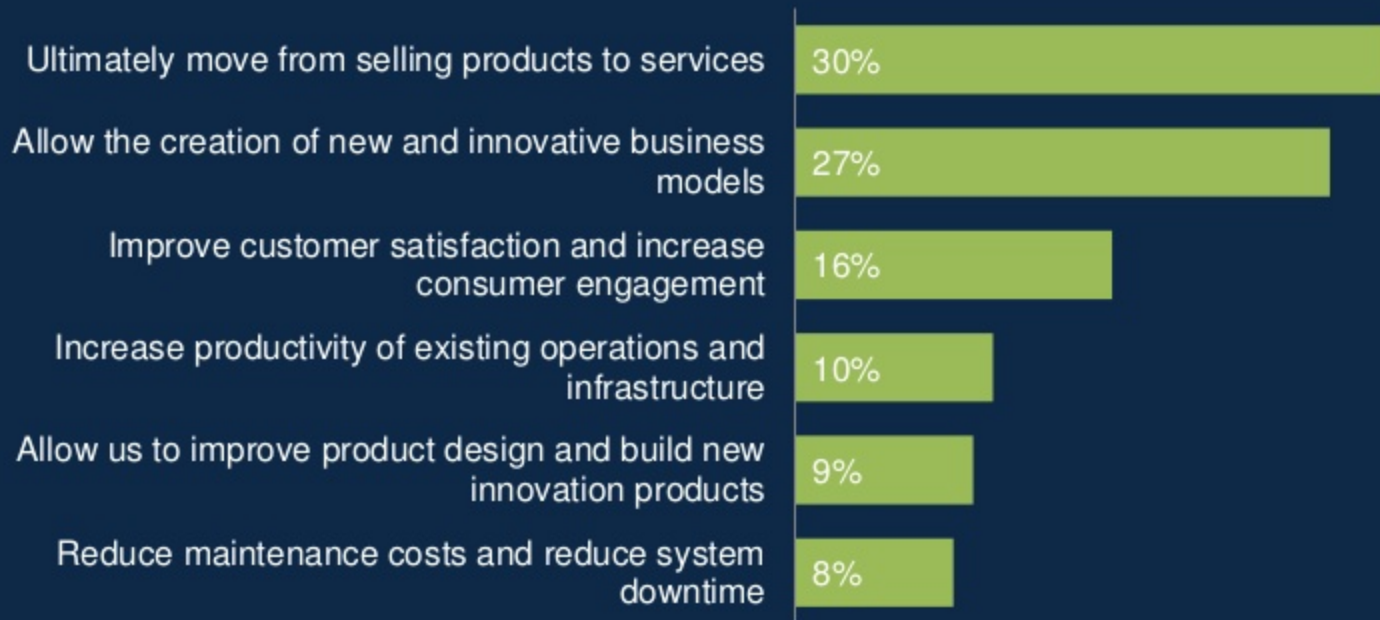 Ultimately move from selling products to services
30%
Allow the creation of new and innovative business
models
27%
Improve customer satisfaction and increase
consumer engagement
16%
Increase productivity of existing operations and
infrastructure
10%
Allow us to improve product design and build new
innovation products
9%
Reduce maintenance costs and reduce system
downtime
8%